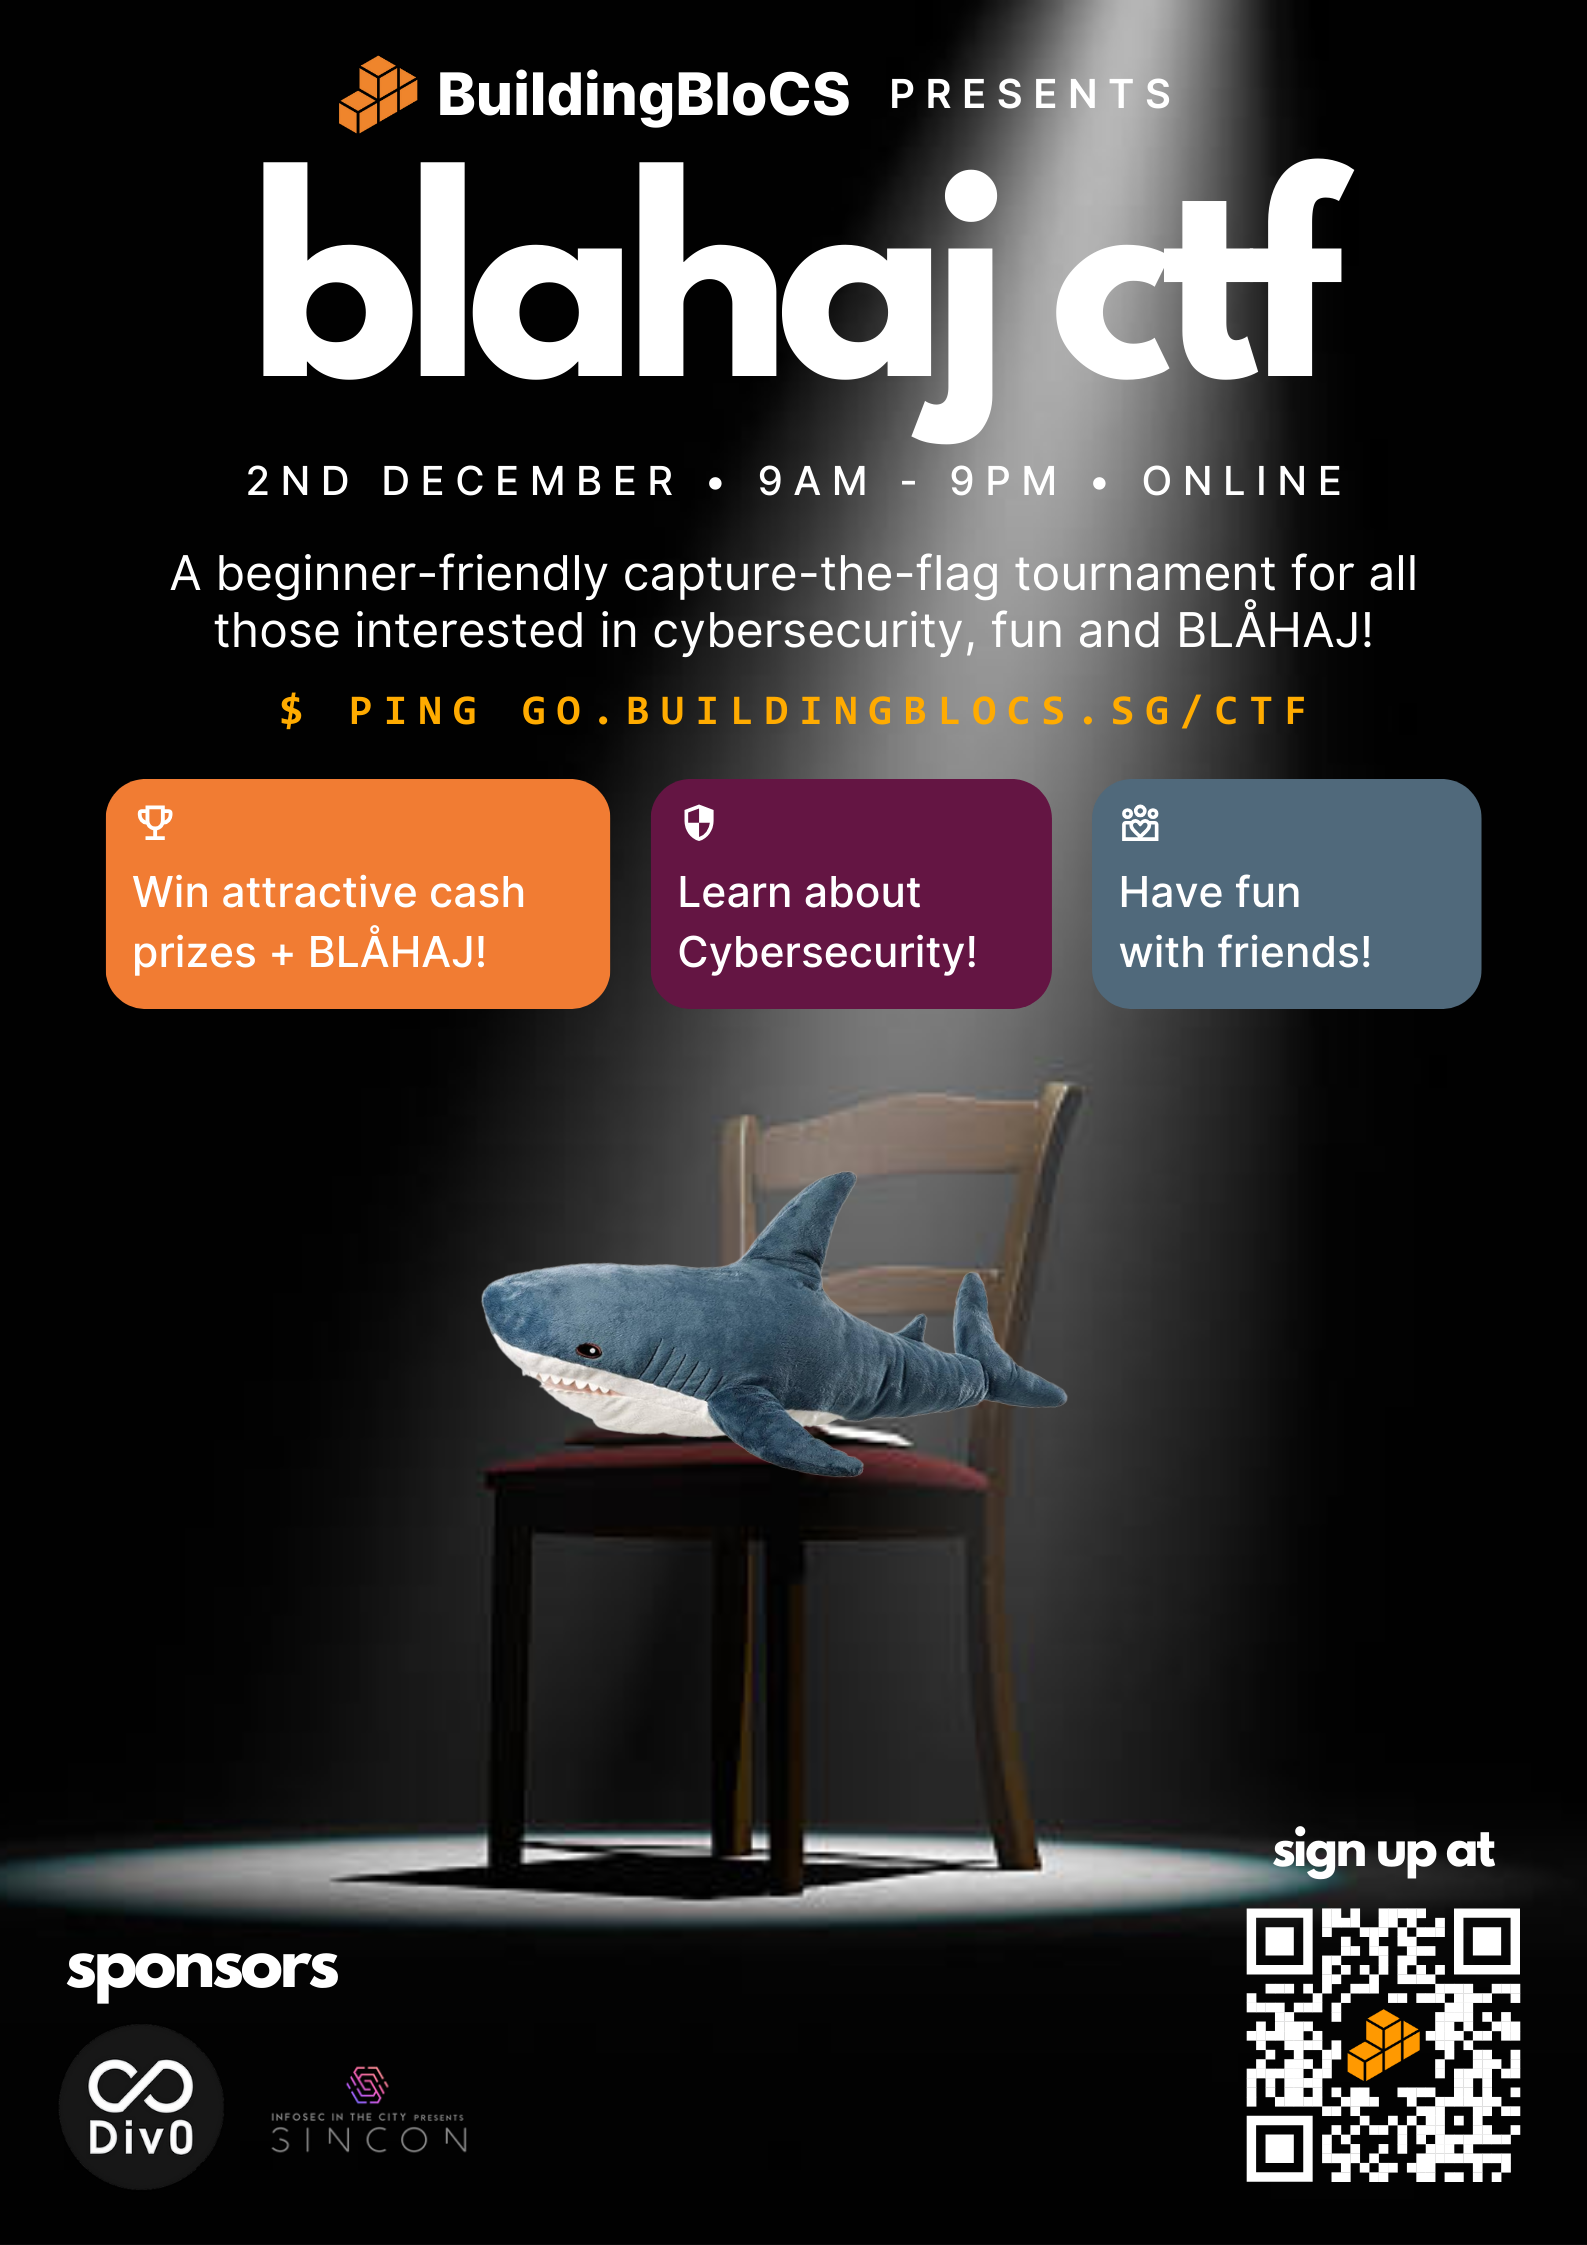 BuildingBloCS PRESENTS
blahaj ctf
2ND DECEMBER • 9AM - 9PM • ONLINE
A beginner-friendly capture-the-flag tournament for all
those interested in cybersecurity, fun and BLÅHAJ!
$ PING GO.BUILDINGBLOCS.SG/CTF
Win attractive cash
prizes + BLÅHAJ!
Learn about
Cybersecurity!
Have fun
with friends!
sign up at
sponsors
Div0
INFOSEC IN THE CITY PRESENTS
SINCON